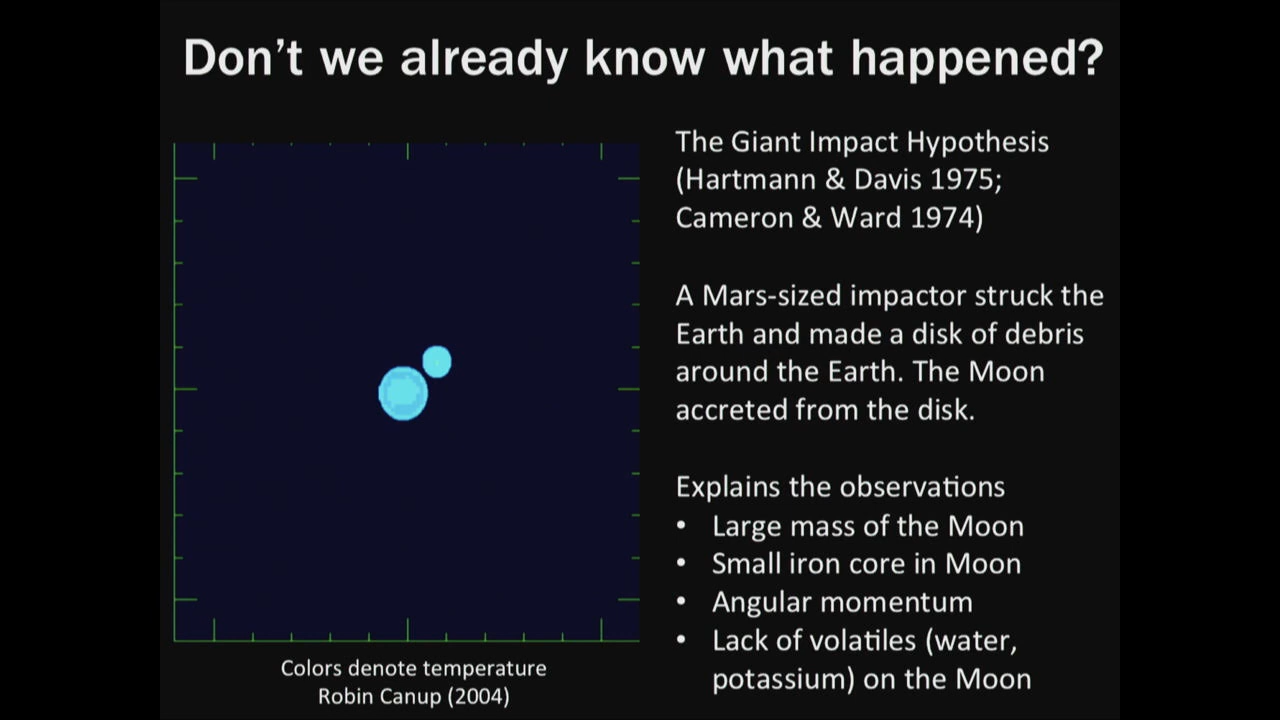 Don't we already know what happened?
The Giant Impact Hypothesis
(Hartmann & Davis 1975;
Cameron & Ward 1974)
A Mars-sized impactor struck the
Earth and made a disk of debris
around the Earth. The Moon
accreted from the disk.
Explains the observations
• Large mass of the Moon
• Small iron core in Moon
• Angular momentum
• Lack of volatiles (water,
potassium) on the Moon
Colors denote temperature
Robin Canup (2004)